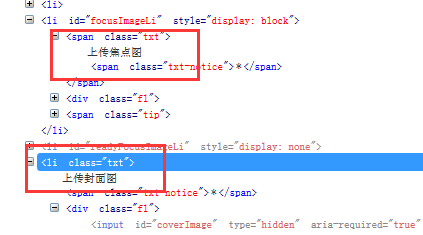 <li>
<li id="focusImageLi" style="display: block">
<span class="txt">
上传焦点图
<span class="txt-notice">*</span>
</span>
<div class="fl">
<span class="tip">
</li>
<li id="readyFocusImageLi" style="display: none">
<li class="txt">
上传封面图
<span class="txt-notice">*</span>
<div class="fl">
<input id="coverImage" type="hidden" aria-required="true"